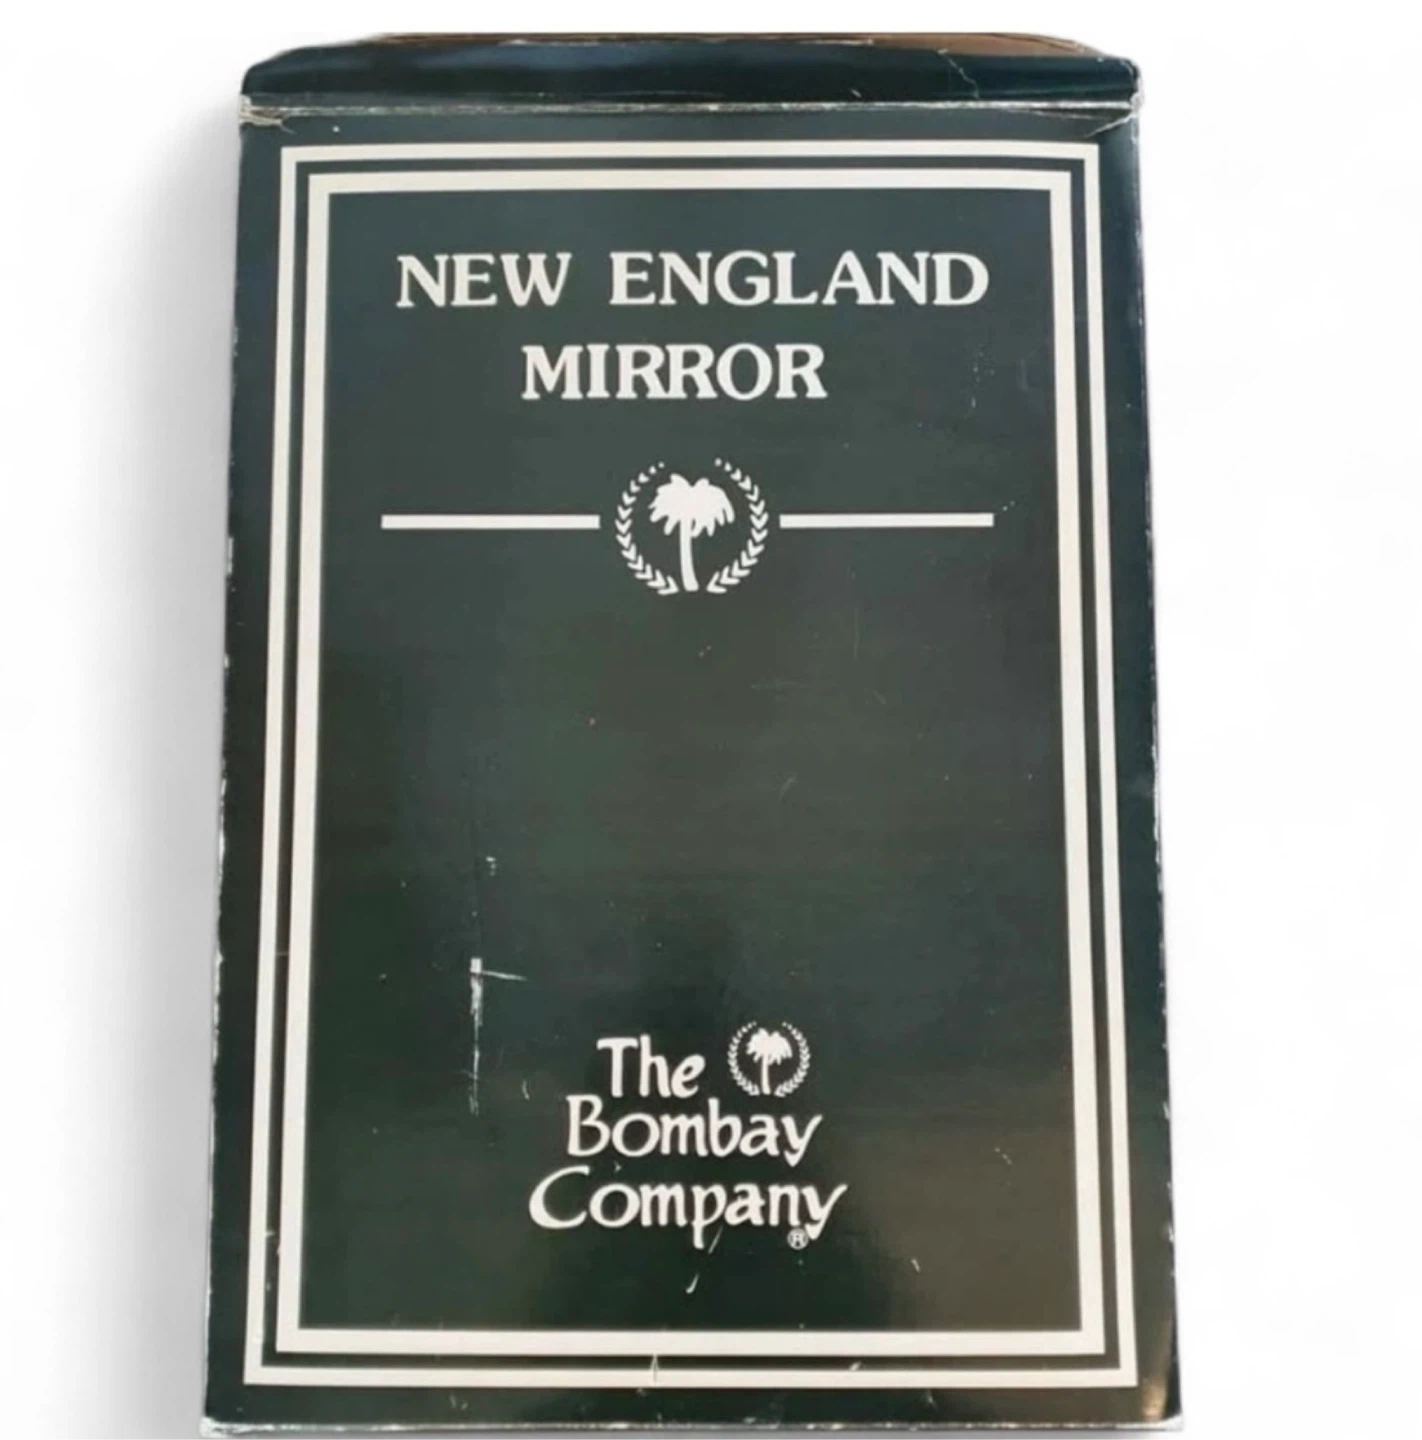 NEW ENGLAND
MIRROR
The
Bombay
Company
®